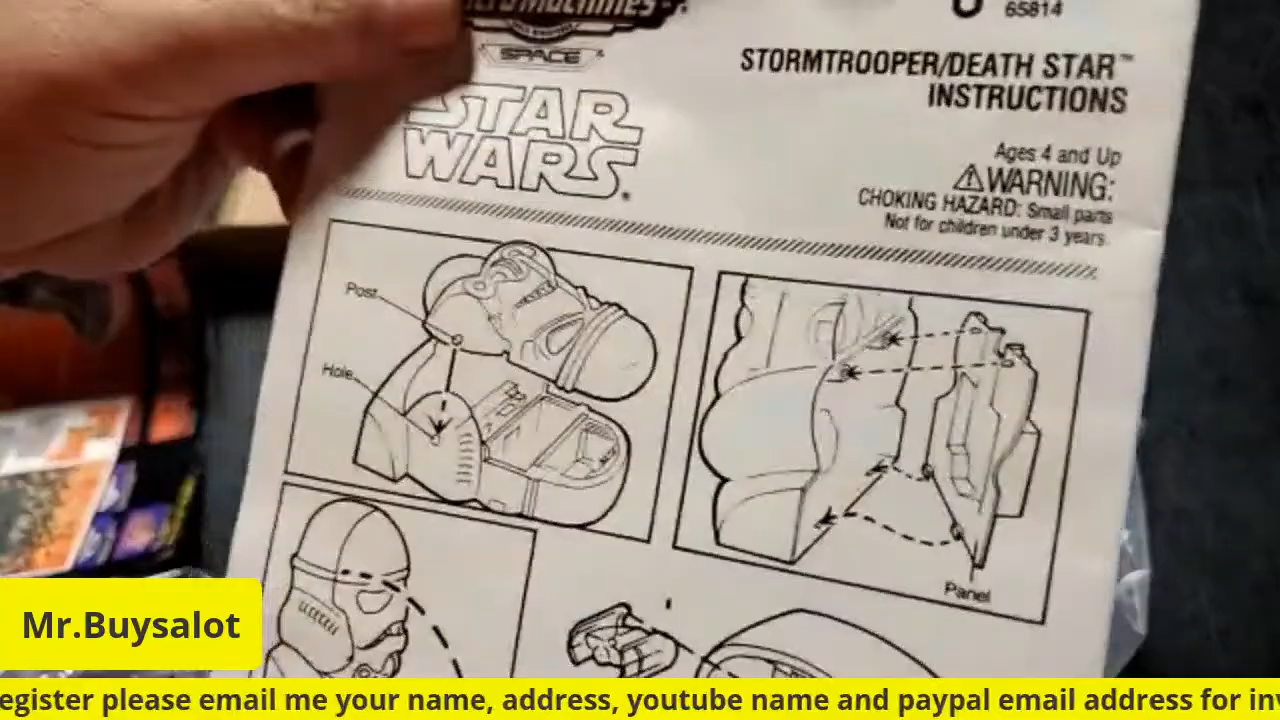 SPACE
65814
STAR
WARS®
STORMTROOPER/DEATH STAR™
INSTRUCTIONS
Ages 4 and Up
⚠WARNING:
CHOKING HAZARD: Small parts
Not for children under 3 years.
Post
Hole
Panel
Mr.Buysalot
egister please email me your name, address, youtube name and paypal email address for inv